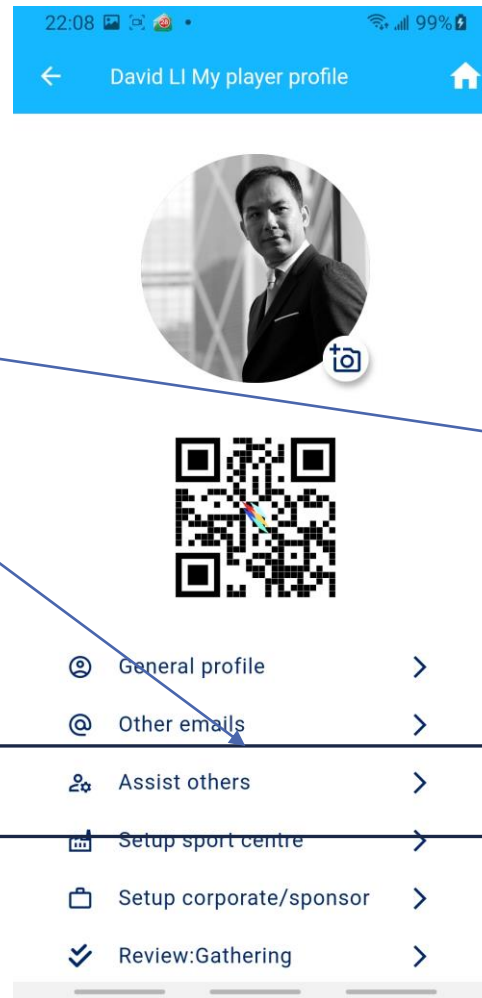 22:08 99%
David LI My player profile
General profile
Other emails
Assist others
Setup sport centre
Setup corporate/sponsor
Review:Gathering